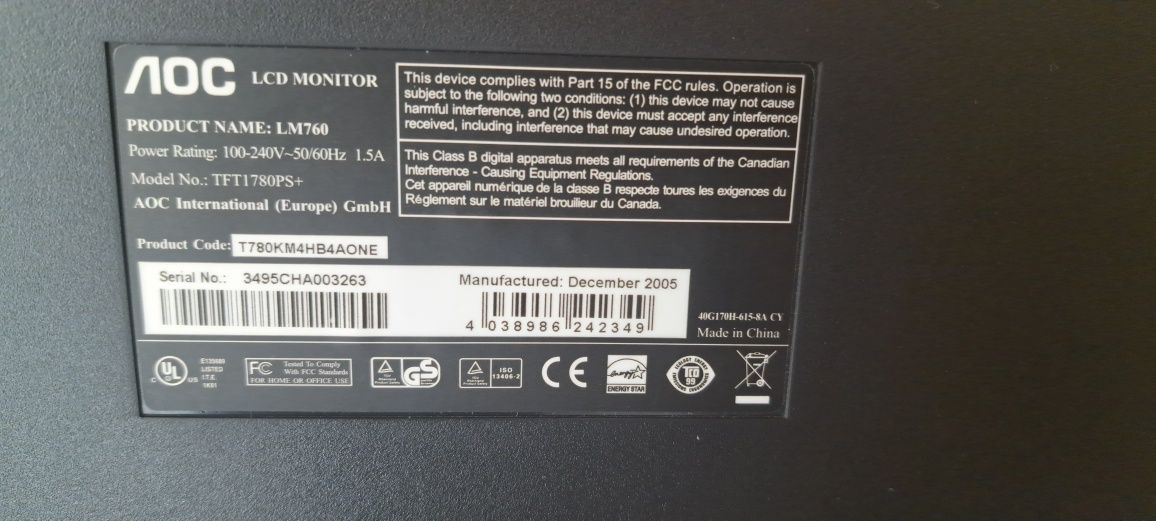 AOC LCD MONITOR
PRODUCT NAME: LM760
Power Rating: 100-240V~50/60Hz 1.5A
Model No.: TFT1780PS+
AOC International (Europe) GmbH
This device complies with Part 15 of the FCC rules. Operation is
subject to the following two conditions: (1) this device may not cause
harmful interference, and (2) this device must accept any interference
received, including interference that may cause undesired operation.
This Class B digital apparatus meets all requirements of the Canadian
Interference - Causing Equipment Regulations.
Cet appareil numérique de la classe B respecte toures les exigences du
Réglement sur le matériel brouilieur du Canada.
Product Code: T780KM4HB4AONE
Serial No.: 3495CHA003263
Manufactured: December 2005
4 038986 242349
40G170H-615-8A CY
Made in China
C UL US
LISTED
I.T.E.
FC Tested To Comply
With FCC Standards
FOR HOME OR OFFICE USE
GS
ISO
13406-2
CE
energy
ENERGY STAR
TCO
99